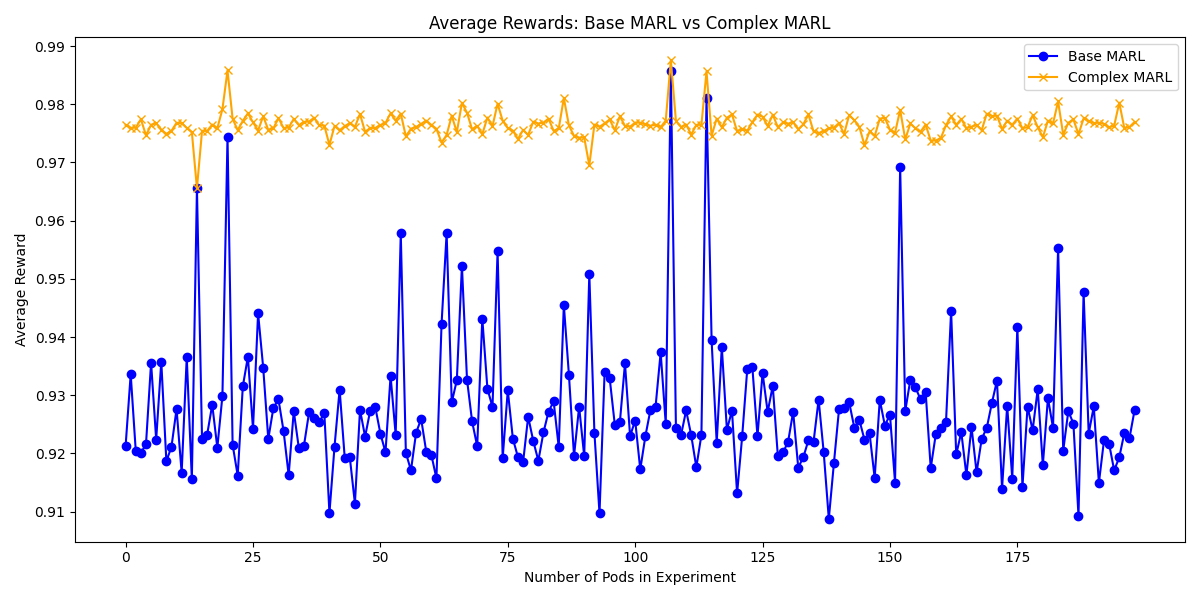 Average Rewards: Base MARL vs Complex MARL
Base MARL
Complex MARL
Average Reward
0.99
0.98
0.97
0.96
0.95
0.94
0.93
0.92
0.91
0 25 50 75 100 125 150 175
Number of Pods in Experiment